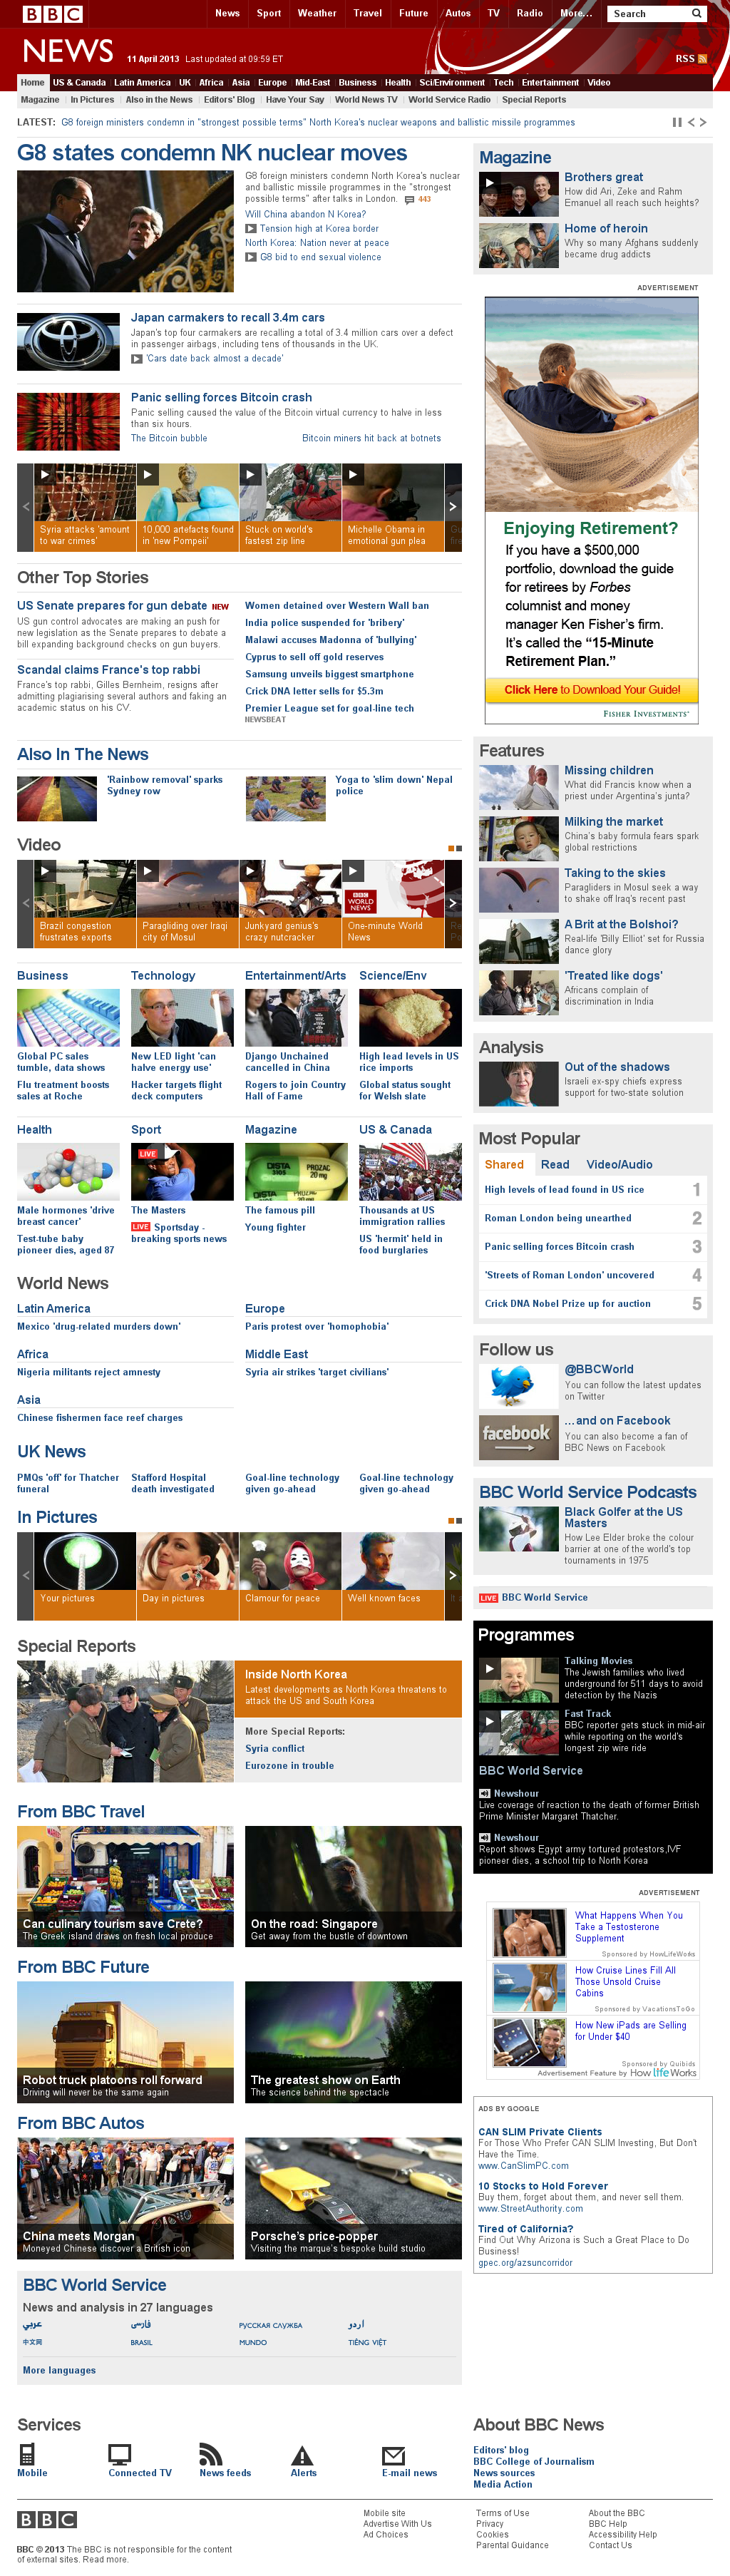 BBC
News Sport Weather Travel Future Autos TV Radio More... Search
NEWS 11 April 2013 Last updated at 09:59 ET
RSS
Home US & Canada Latin America UK Africa Asia Europe Mid-East Business Health Sci/Environment Tech Entertainment Video
Magazine In Pictures Also in the News Editors' Blog Have Your Say World News TV World Service Radio Special Reports
LATEST: G8 foreign ministers condemn in "strongest possible terms" North Korea's nuclear weapons and ballistic missile programmes
G8 states condemn NK nuclear moves
G8 foreign ministers condemn North Korea's nuclear
and ballistic missile programmes in the "strongest
possible terms" after talks in London. 443
Will China abandon N Korea?
Tension high at Korea border
North Korea: Nation never at peace
G8 bid to end sexual violence
Japan carmakers to recall 3.4m cars
Japan's top four carmakers are recalling a total of 3.4 million cars over a defect
in passenger airbags, including tens of thousands in the UK.
'Cars date back almost a decade'
Panic selling forces Bitcoin crash
Panic selling caused the value of the Bitcoin virtual currency to halve in less
than six hours.
The Bitcoin bubble
Bitcoin miners hit back at botnets
Syria attacks 'amount
to war crimes'
10,000 artefacts found
in 'new Pompeii'
Stuck on world's
fastest zip line
Michelle Obama in
emotional gun plea
Other Top Stories
US Senate prepares for gun debate NEW
US gun control advocates are making an push for
new legislation as the Senate prepares to debate a
bill expanding background checks on gun buyers.
Scandal claims France's top rabbi
France's top rabbi, Gilles Bernheim, resigns after
admitting plagiarising several authors and faking an
academic status on his CV.
Women detained over Western Wall ban
India police suspended for 'bribery'
Malawi accuses Madonna of 'bullying'
Cyprus to sell off gold reserves
Samsung unveils biggest smartphone
Crick DNA letter sells for $5.3m
Premier League set for goal-line tech
NEWSBEAT
Also In The News
'Rainbow removal' sparks
Sydney row
Yoga to 'slim down' Nepal
police
Video
Brazil congestion
frustrates exports
Paragliding over Iraqi
city of Mosul
Junkyard genius's
crazy nutcracker
BBC
WORLD
NEWS
One-minute World
News
Business
Global PC sales
tumble, data shows
Flu treatment boosts
sales at Roche
Technology
New LED light 'can
halve energy use'
Hacker targets flight
deck computers
Entertainment/Arts
Django Unchained
cancelled in China
Rogers to join Country
Hall of Fame
Science/Env
High lead levels in US
rice imports
Global status sought
for Welsh slate
Health
Male hormones 'drive
breast cancer'
Test-tube baby
pioneer dies, aged 87
Sport
LIVE
The Masters
LIVE Sportsday -
breaking sports news
Magazine
DISTA
3105
PROZAC
20 mg
DISTA
PROZAC
The famous pill
Young fighter
US & Canada
Thousands at US
immigration rallies
US 'hermit' held in
food burglaries
World News
Latin America
Mexico 'drug-related murders down'
Europe
Paris protest over 'homophobia'
Africa
Nigeria militants reject amnesty
Middle East
Syria air strikes 'target civilians'
Asia
Chinese fishermen face reef charges
UK News
PMQs 'off' for Thatcher
funeral
Stafford Hospital
death investigated
Goal-line technology
given go-ahead
Goal-line technology
given go-ahead
In Pictures
Your pictures
Day in pictures
Clamour for peace
Well known faces
Special Reports
Inside North Korea
Latest developments as North Korea threatens to
attack the US and South Korea
More Special Reports:
Syria conflict
Eurozone in trouble
From BBC Travel
Can culinary tourism save Crete?
The Greek island draws on fresh local produce
On the road: Singapore
Get away from the bustle of downtown
From BBC Future
Robot truck platoons roll forward
Driving will never be the same again
The greatest show on Earth
The science behind the spectacle
From BBC Autos
China meets Morgan
Moneyed Chinese discover a British icon
Porsche's price-popper
Visiting the marque's bespoke build studio
BBC World Service
News and analysis in 27 languages
عربي
فارسی
РУССКАЯ СЛУЖБА
اردو
中文网
BRASIL
MUNDO
TIẾNG VIỆT
More languages
Magazine
Brothers great
How did Ari, Zeke and Rahm
Emanuel all reach such heights?
Home of heroin
Why so many Afghans suddenly
became drug addicts
ADVERTISEMENT
Enjoying Retirement?
If you have a $500,000
portfolio, download the guide
for retirees by Forbes
columnist and money
manager Ken Fisher's firm.
It's called the "15-Minute
Retirement Plan."
Click Here to Download Your Guide!
FISHER INVESTMENTS
Features
Missing children
What did Francis know when a
priest under Argentina's junta?
Milking the market
China's baby formula fears spark
global restrictions
Taking to the skies
Paragliders in Mosul seek a way
to shake off Iraq's recent past
A Brit at the Bolshoi?
Real-life 'Billy Elliot' set for Russia
dance glory
'Treated like dogs'
Africans complain of
discrimination in India
Analysis
Out of the shadows
Israeli ex-spy chiefs express
support for two-state solution
Most Popular
Shared Read Video/Audio
High levels of lead found in US rice 1
Roman London being unearthed 2
Panic selling forces Bitcoin crash 3
'Streets of Roman London' uncovered 4
Crick DNA Nobel Prize up for auction 5
Follow us
@BBCWorld
You can follow the latest updates
on Twitter
facebook
...and on Facebook
You can also become a fan of
BBC News on Facebook
BBC World Service Podcasts
Black Golfer at the US
Masters
How Lee Elder broke the colour
barrier at one of the world's top
tournaments in 1975
LIVE BBC World Service
Programmes
Talking Movies
The Jewish families who lived
underground for 511 days to avoid
detection by the Nazis
Fast Track
BBC reporter gets stuck in mid-air
while reporting on the world's
longest zip wire ride
BBC World Service
Newshour
Live coverage of reaction to the death of former British
Prime Minister Margaret Thatcher.
Newshour
Report shows Egypt army tortured protestors,IVF
pioneer dies, a school trip to North Korea
ADVERTISEMENT
What Happens When You
Take a Testosterone
Supplement
Sponsored by HowLifeWorks
How Cruise Lines Fill All
Those Unsold Cruise
Cabins
Sponsored by VacationsToGo
How New iPads are Selling
for Under $40
Sponsored by Quibids
Advertisement Feature by How life Works
ADS BY GOOGLE
CAN SLIM Private Clients
For Those Who Prefer CAN SLIM Investing, But Don't
Have the Time.
www.CanSlimPC.com
10 Stocks to Hold Forever
Buy them, forget about them, and never sell them.
www.StreetAuthority.com
Tired of California?
Find Out Why Arizona is Such a Great Place to Do
Business!
gpec.org/azsuncorridor
Services
Mobile
Connected TV
News feeds
Alerts
E-mail news
About BBC News
Editors' blog
BBC College of Journalism
News sources
Media Action
BBC
Mobile site
Advertise With Us
Ad Choices
Terms of Use
Privacy
Cookies
Parental Guidance
About the BBC
BBC Help
Accessibility Help
Contact Us
BBC © 2013 The BBC is not responsible for the content
of external sites. Read more.